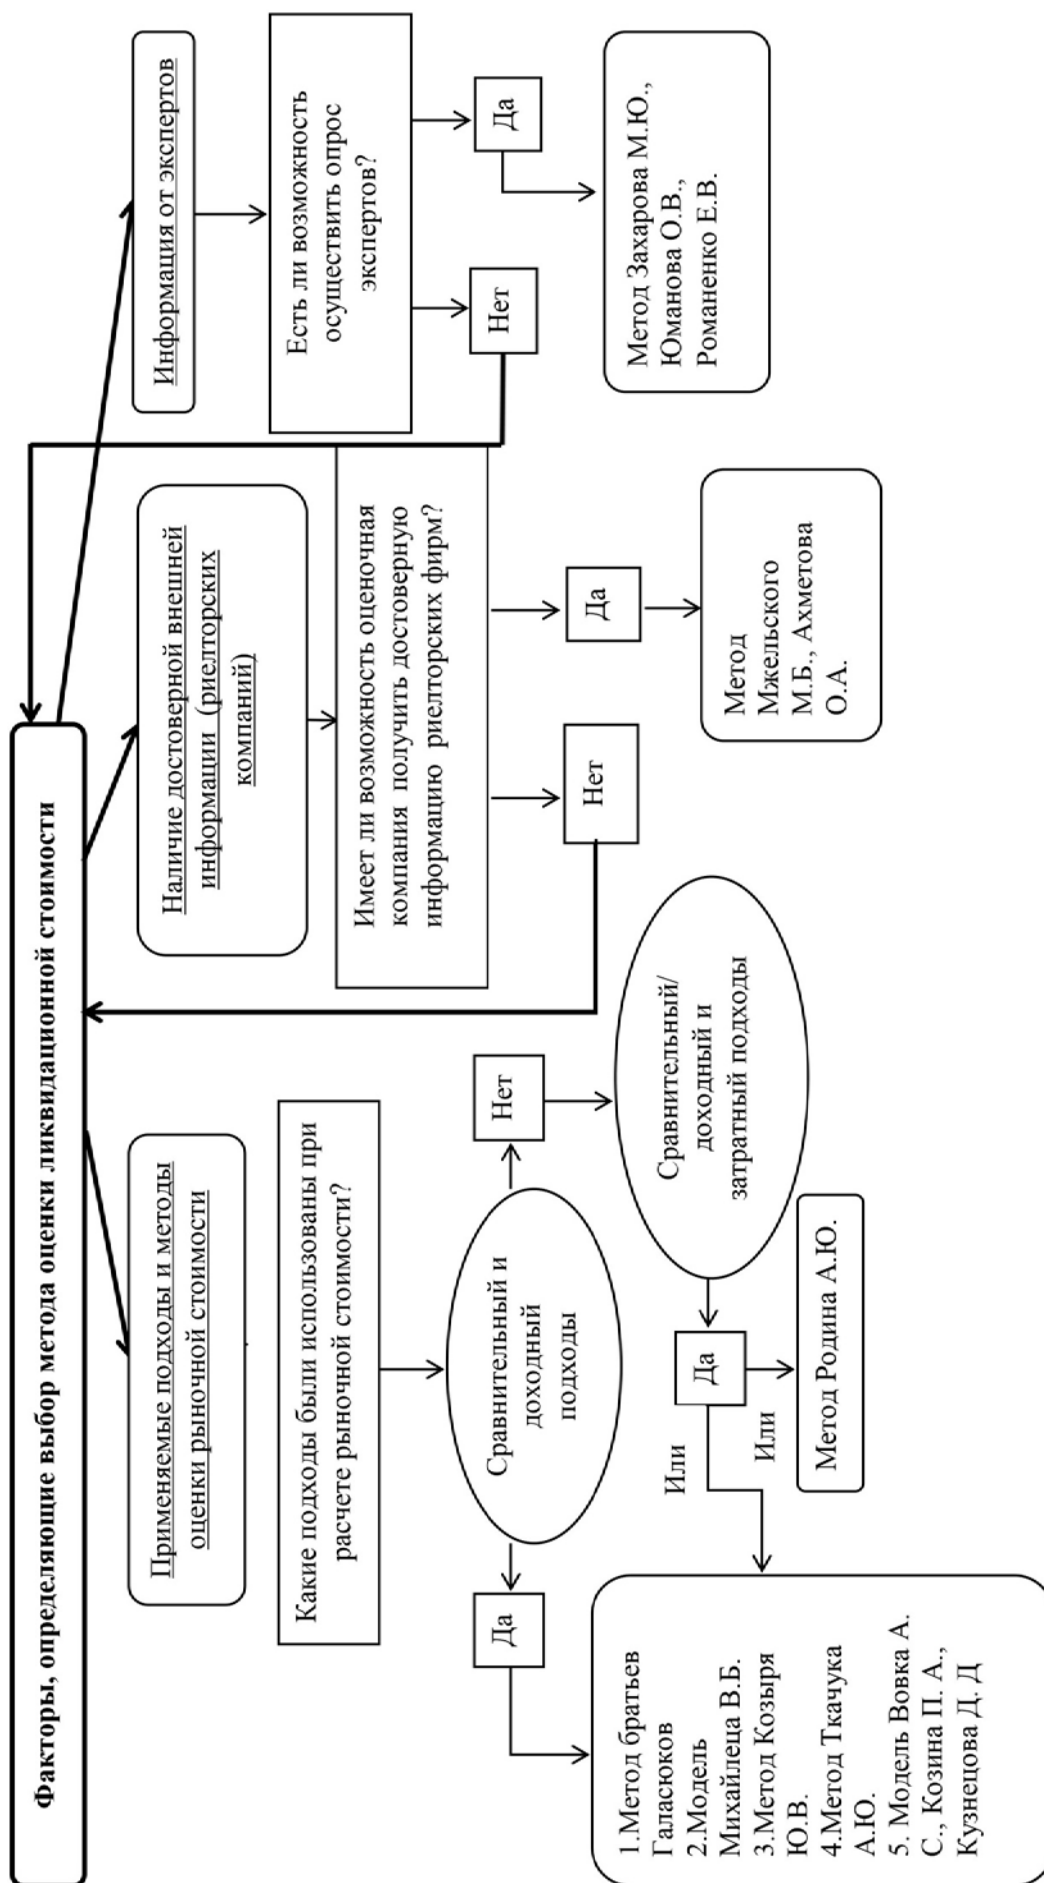 Факторы, определяющие выбор метода оценки ликвидационной стоимости
Применяемые подходы и методы
оценки рыночной стоимости
Какие подходы были использованы при
расчете рыночной стоимости?
Сравнительный и
доходный
подходы
Да
Нет
1.Метод братьев
Галасюков
2.Модель
Михайлеца В.Б.
3.Метод Козыря
Ю.В.
4.Метод Ткачука
А.Ю.
5. Модель Вовка А.
С., Козина П. А.,
Кузнецова Д. Д
Сравнительный/
доходный и
затратный подходы
Да
Или
Или
Метод Родина А.Ю.
Наличие достоверной внешней
информации (риелторских
компаний)
Имеет ли возможность оценочная
компания получить достоверную
информацию риелторских фирм?
Нет
Да
Метод
Мжельского
М.Б., Ахметова
О.А.
Информация от экспертов
Есть ли возможность
осуществить опрос
экспертов?
Нет
Да
Метод Захарова М.Ю.,
Юманова О.В.,
Романенко Е.В.